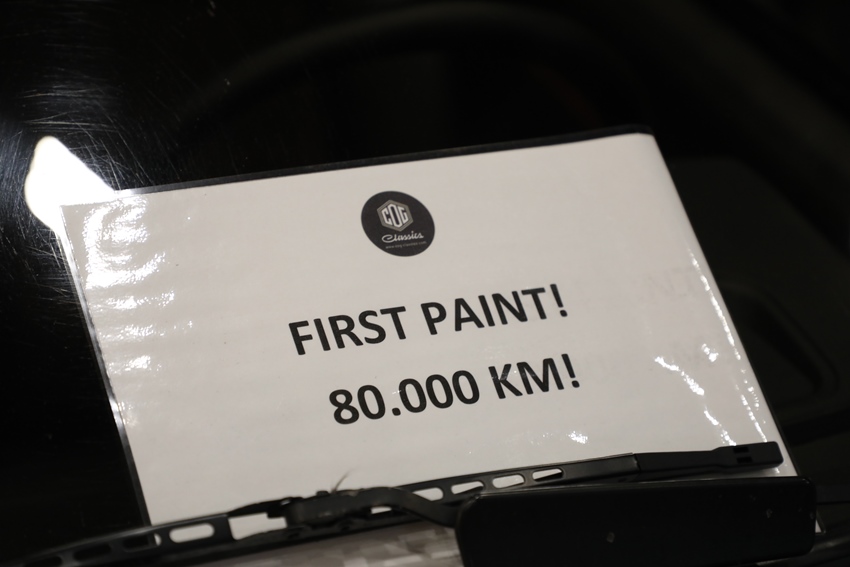 COG
Classics
FIRST PAINT!
80.000 KM!